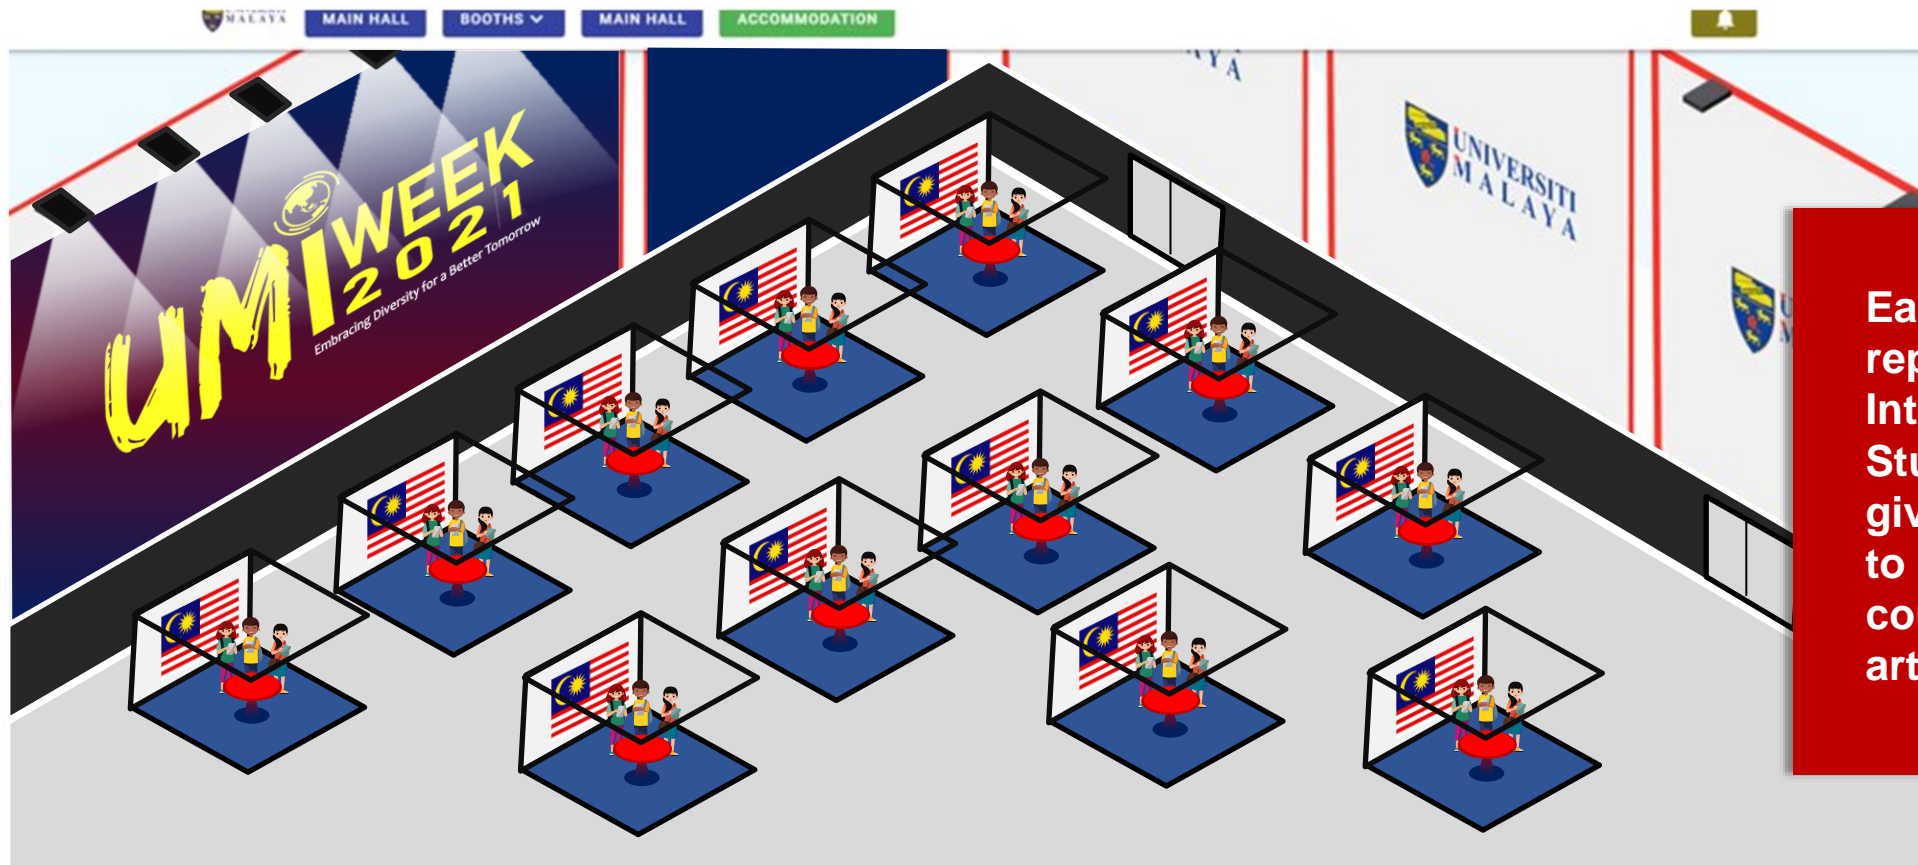 MALAYA
MAIN HALL
BOOTHS
MAIN HALL
ACCOMMODATION
UMI WEEK
2021
Embracing Diversity for a Better Tomorrow
UNIVERSITI
MALAYA
Ea
rep
Int
Stu
giv
to
co
art